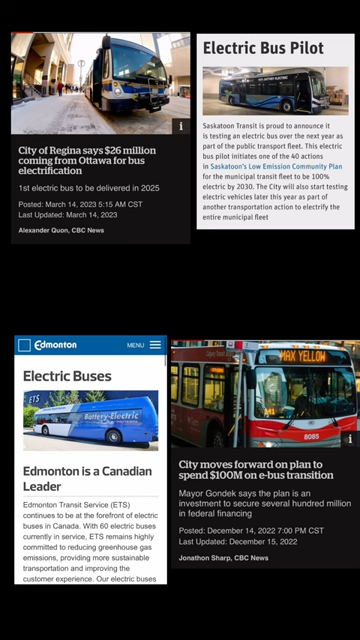 City of Regina says $26 million
coming from Ottawa for bus
electrification
1st electric bus to be delivered in 2025
Posted: March 14, 2023 5:15 AM CST
Last Updated: March 14, 2023
Alexander Quon, CBC News
Electric Bus Pilot
Saskatoon Transit is proud to announce it
is testing an electric bus over the next year as
part of the public transport fleet. This electric
bus pilot initiates one of the 40 actions
in Saskatoon's Low Emission Community Plan
for the municipal transit fleet to be 100%
electric by 2030. The City will also start testing
electric vehicles later this year as part of
another transportation action to electrify the
entire municipal fleet
Edmonton
MENU
Electric Buses
ETS
Battery-Electric
Edmonton is a Canadian
Leader
Edmonton Transit Service (ETS)
continues to be at the forefront of electric
buses in Canada. With 60 electric buses
currently in service, ETS remains highly
committed to reducing greenhouse gas
emissions, providing more sustainable
transportation and improving the
customer experience. Our electric buses
MAX YELLOW
8085
City moves forward on plan to
spend $100M on e-bus transition
Mayor Gondek says the plan is an
investment to secure several hundred million
in federal financing
Posted: December 14, 2022 7:00 PM CST
Last Updated: December 15, 2022
Jonathon Sharp, CBC News